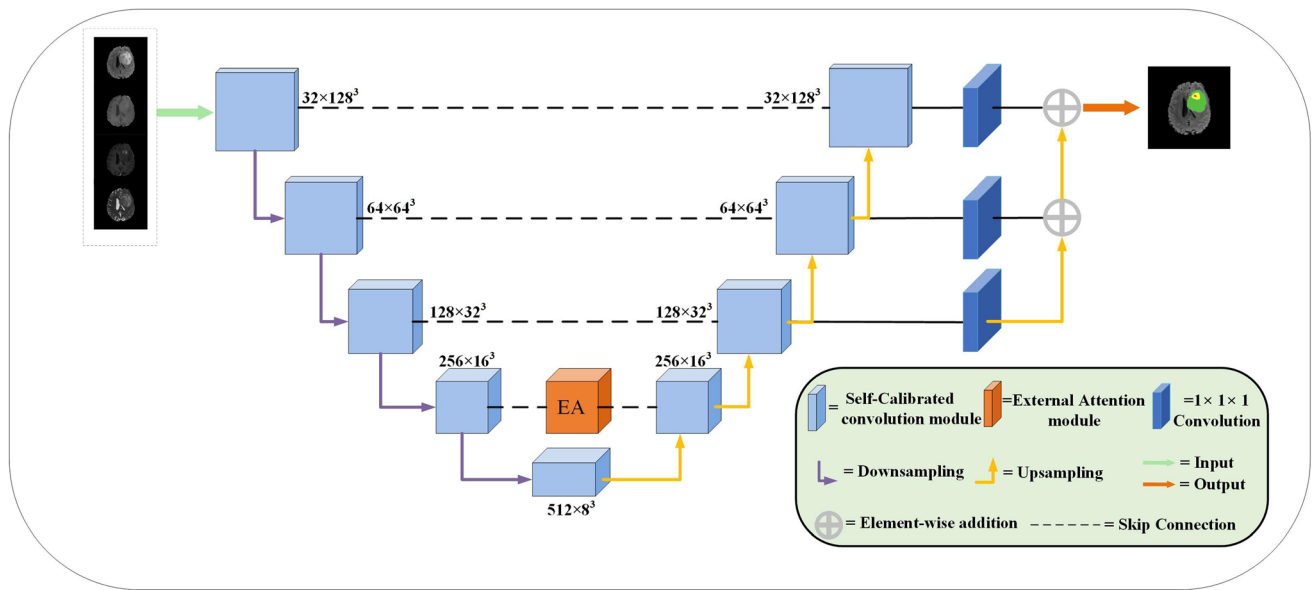 32×128³
32×128³
64×64³
64×64³
128×32³
128×32³
256×16³
256×16³
EA
512×8³
= Self-Calibrated
convolution module
=External Attention
module
=1× 1× 1
Convolution
= Downsampling
= Upsampling
= Input
= Output
= Element-wise addition
= Skip Connection